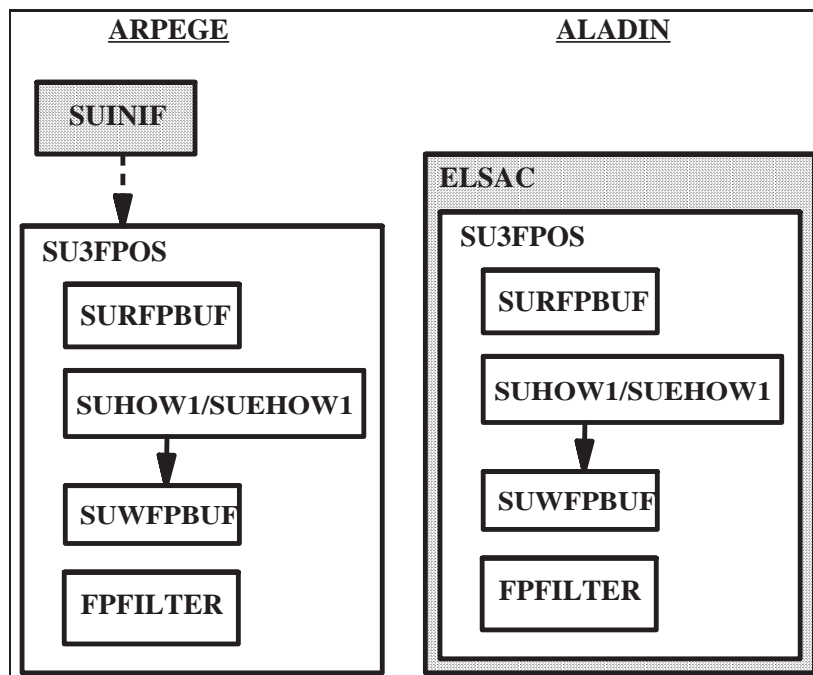 ARPEGE
SUINIF
SU3FPOS
SURFPBUF
SUHOW1/SUEHOW1
SUWFPBUF
FPFILTER
ALADIN
ELSAC
SU3FPOS
SURFPBUF
SUHOW1/SUEHOW1
SUWFPBUF
FPFILTER